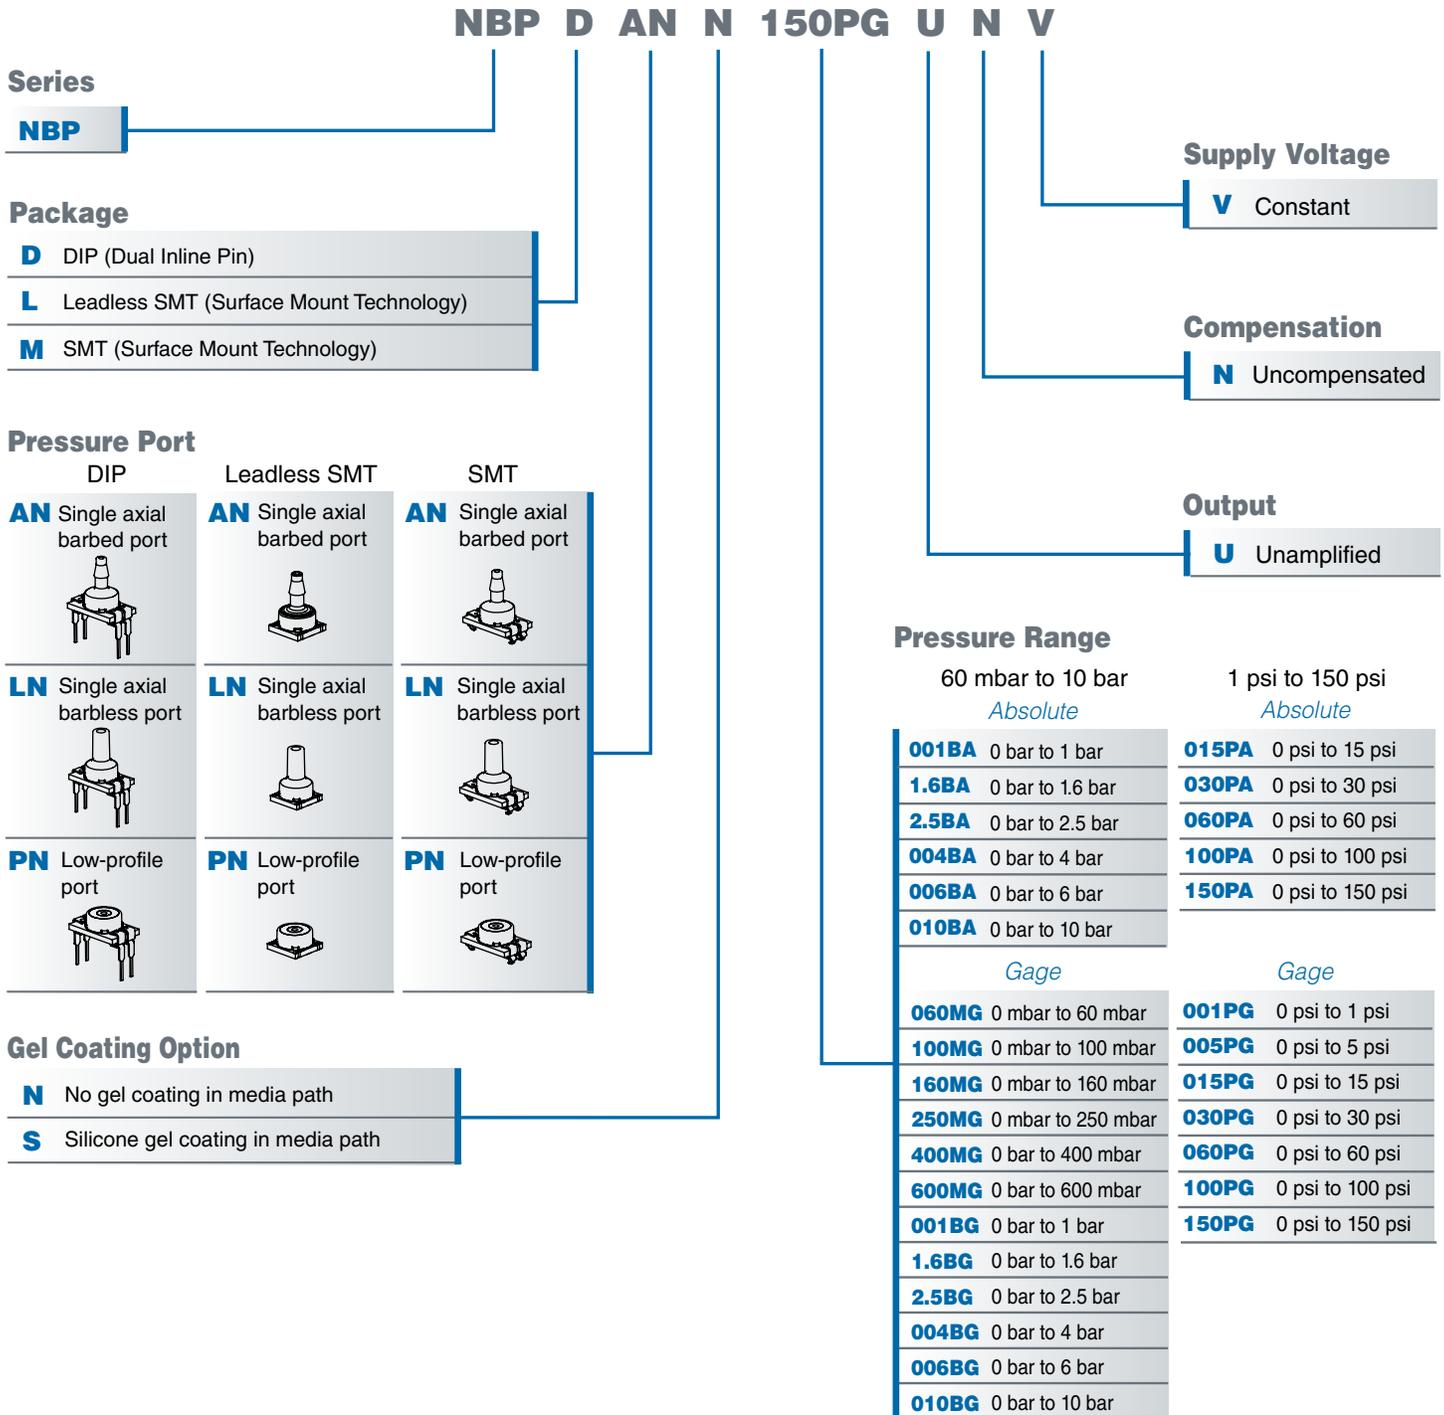 NBP D AN N 150PG U N V
Series
NBP
Package
D DIP (Dual Inline Pin)
L Leadless SMT (Surface Mount Technology)
M SMT (Surface Mount Technology)
Pressure Port
DIP Leadless SMT SMT
AN Single axial AN Single axial AN Single axial
barbed port barbed port barbed port
LN Single axial LN Single axial LN Single axial
barbless port barbless port barbless port
PN Low-profile PN Low-profile PN Low-profile
port port port
Gel Coating Option
N No gel coating in media path
S Silicone gel coating in media path
Supply Voltage
V Constant
Compensation
N Uncompensated
Output
U Unamplified
Pressure Range
60 mbar to 10 bar 1 psi to 150 psi
Absolute Absolute
001BA 0 bar to 1 bar 015PA 0 psi to 15 psi
1.6BA 0 bar to 1.6 bar 030PA 0 psi to 30 psi
2.5BA 0 bar to 2.5 bar 060PA 0 psi to 60 psi
004BA 0 bar to 4 bar 100PA 0 psi to 100 psi
006BA 0 bar to 6 bar 150PA 0 psi to 150 psi
010BA 0 bar to 10 bar
Gage Gage
060MG 0 mbar to 60 mbar 001PG 0 psi to 1 psi
100MG 0 mbar to 100 mbar 005PG 0 psi to 5 psi
160MG 0 mbar to 160 mbar 015PG 0 psi to 15 psi
250MG 0 mbar to 250 mbar 030PG 0 psi to 30 psi
400MG 0 bar to 400 mbar 060PG 0 psi to 60 psi
600MG 0 bar to 600 mbar 100PG 0 psi to 100 psi
001BG 0 bar to 1 bar 150PG 0 psi to 150 psi
1.6BG 0 bar to 1.6 bar
2.5BG 0 bar to 2.5 bar
004BG 0 bar to 4 bar
006BG 0 bar to 6 bar
010BG 0 bar to 10 bar